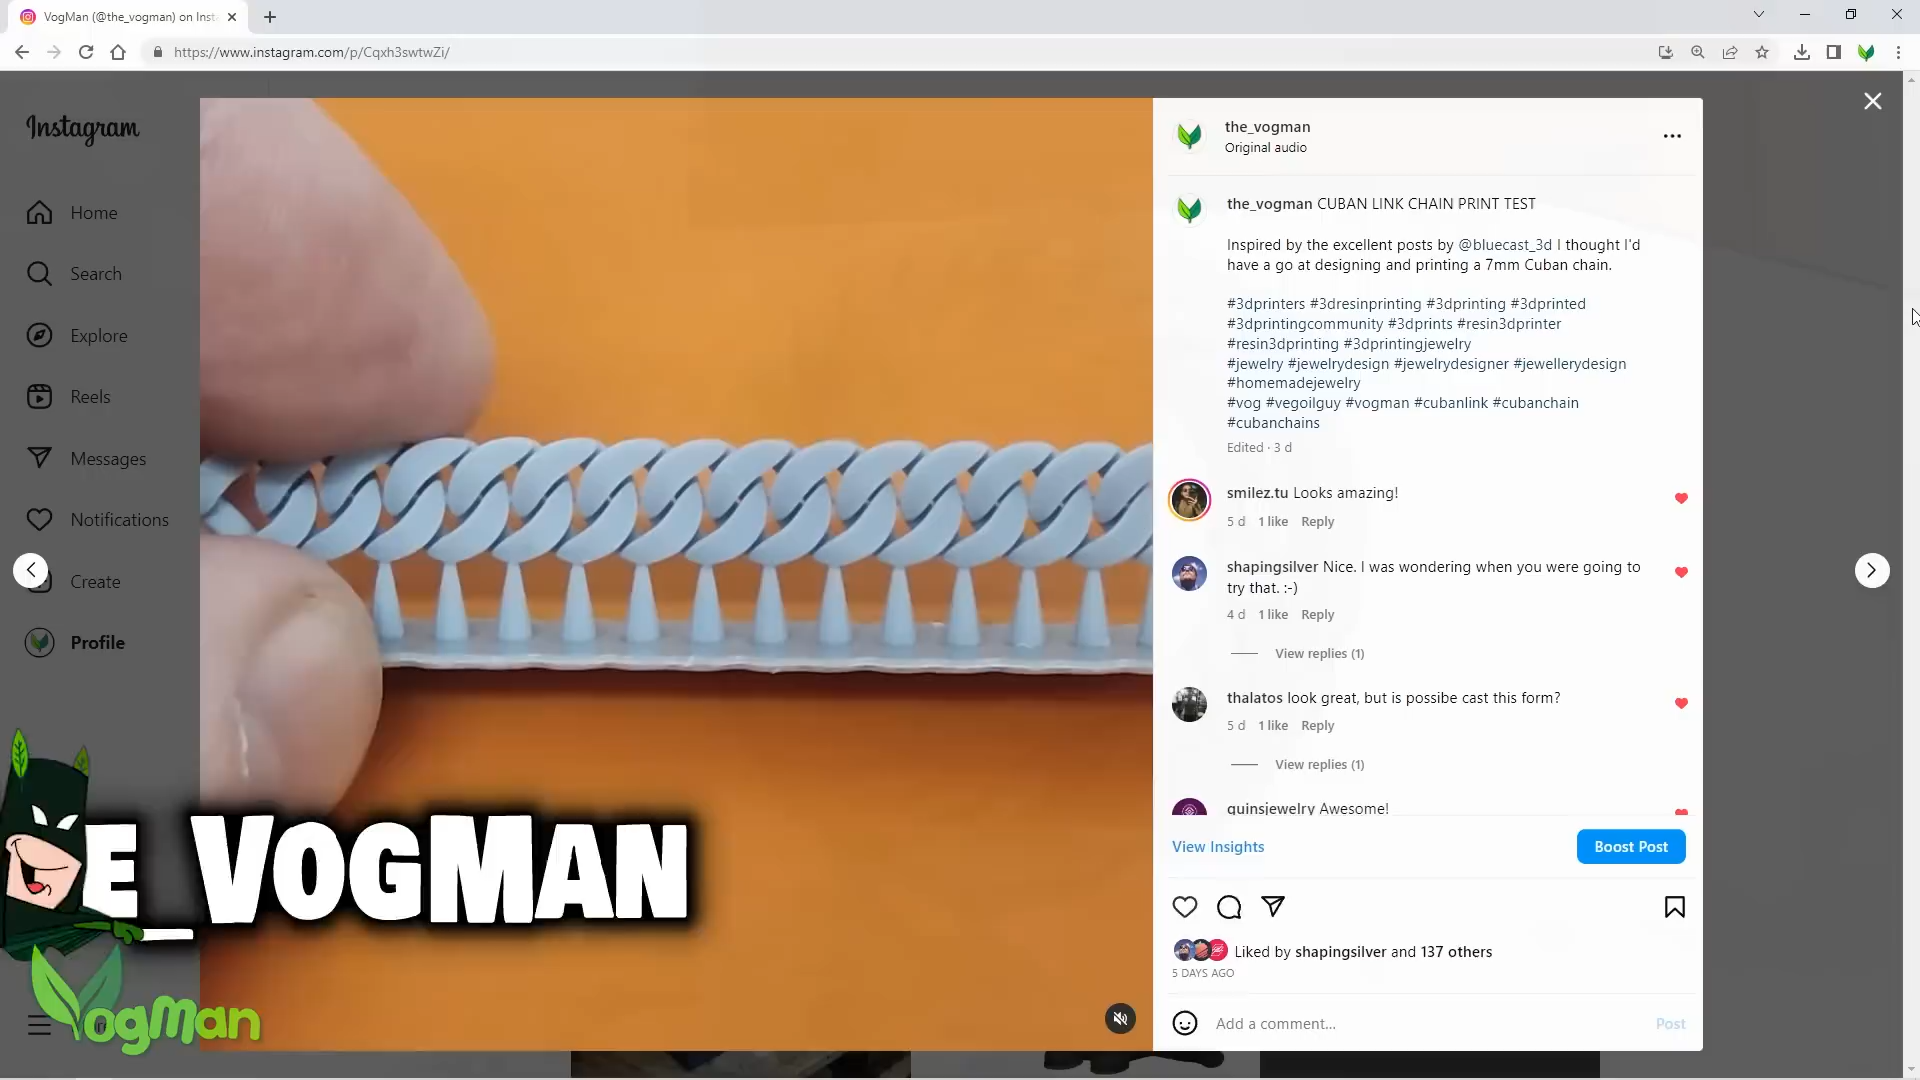 VogMan (@the_vogman) on Inst
https://www.instagram.com/p/Cqxh3swtwZi/
Instagram
Home
Search
Explore
Reels
Messages
Notifications
Create
Profile
E_VOGMAN
VogMan
the_vogman
Original audio
the_vogman CUBAN LINK CHAIN PRINT TEST
Inspired by the excellent posts by @bluecast_3d I thought I'd
have a go at designing and printing a 7mm Cuban chain.
#3dprinters #3dresinprinting #3dprinting #3dprinted
#3dprintingcommunity #3dprints #resin3dprinter
#resin3dprinting #3dprintingjewelry
#jewelry #jewelrydesign #jewelrydesigner #jewellerydesign
#homemadejewelry
#vog #vegoilguy #vogman #cubanlink #cubanchain
#cubanchains
Edited · 3 d
smilez.tu Looks amazing!
5 d 1 like Reply
shapingsilver Nice. I was wondering when you were going to
try that. :-)
4 d 1 like Reply
View replies (1)
thalatos look great, but is possibe cast this form?
5 d 1 like Reply
View replies (1)
quinsjewelry Awesome!
View Insights
Boost Post
Liked by shapingsilver and 137 others
5 DAYS AGO
Add a comment...
Post